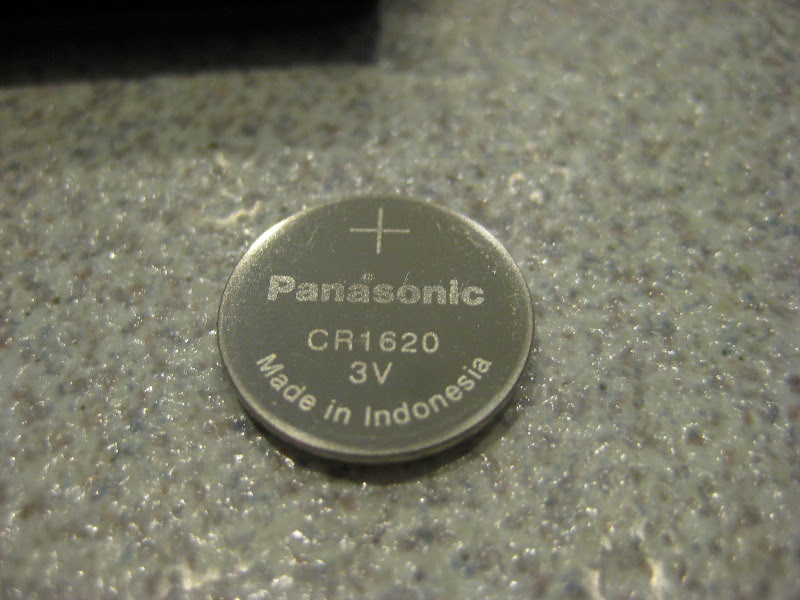 +
Panasonic
CR1620
3V
Made in Indonesia